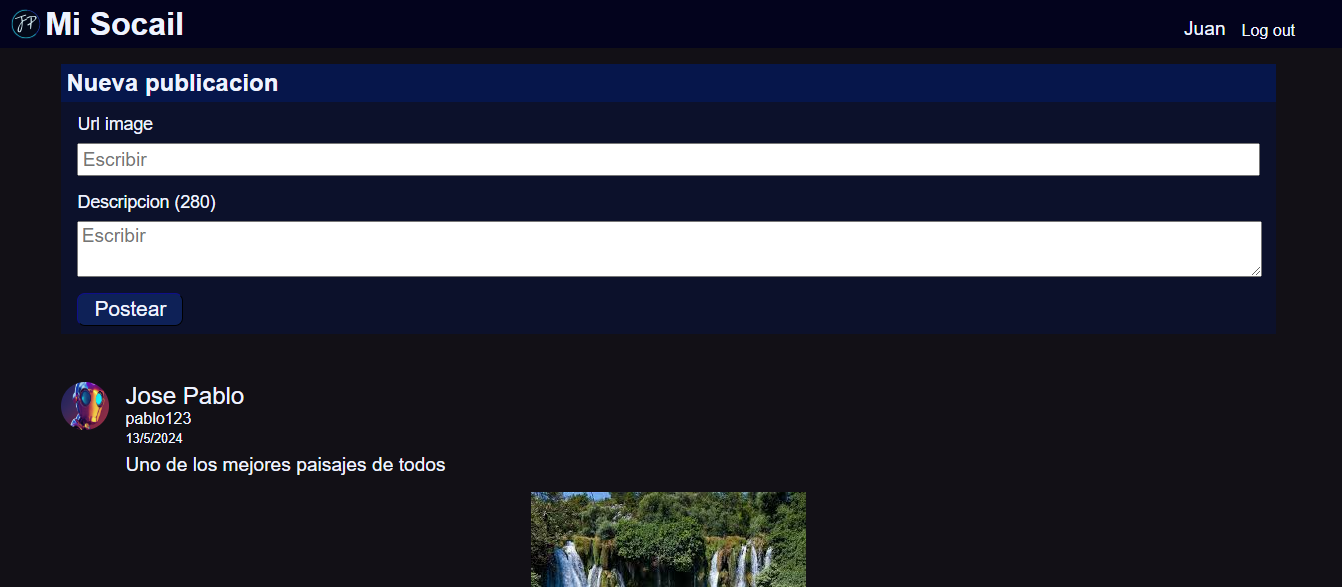 JP Mi Socail
Juan Log out
Nueva publicacion
Url image
Escribir
Descripcion (280)
Escribir
Postear
Jose Pablo
pablo123
13/5/2024
Uno de los mejores paisajes de todos